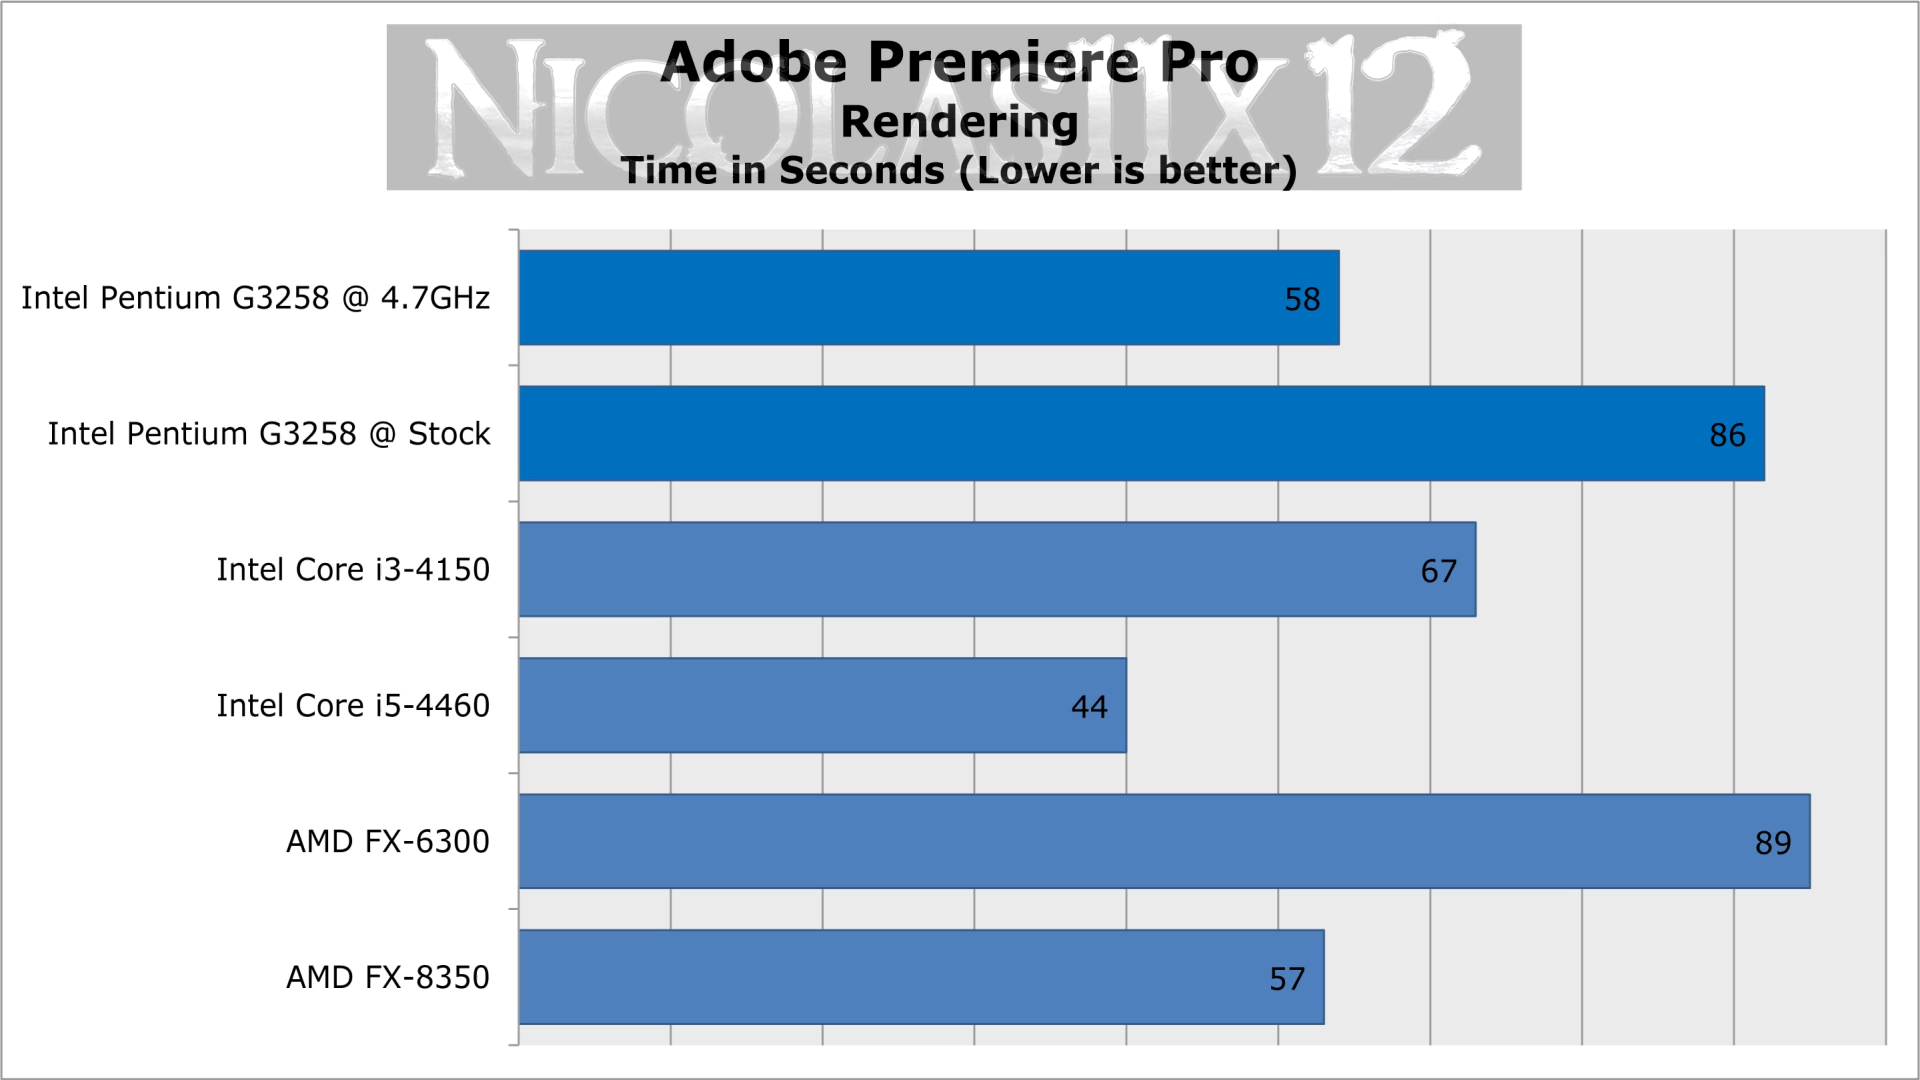 Nicolas11x12
Adobe Premiere Pro
Rendering
Time in Seconds (Lower is better)
Intel Pentium G3258 @ 4.7GHz 58
Intel Pentium G3258 @ Stock 86
Intel Core i3-4150 67
Intel Core i5-4460 44
AMD FX-6300 89
AMD FX-8350 57